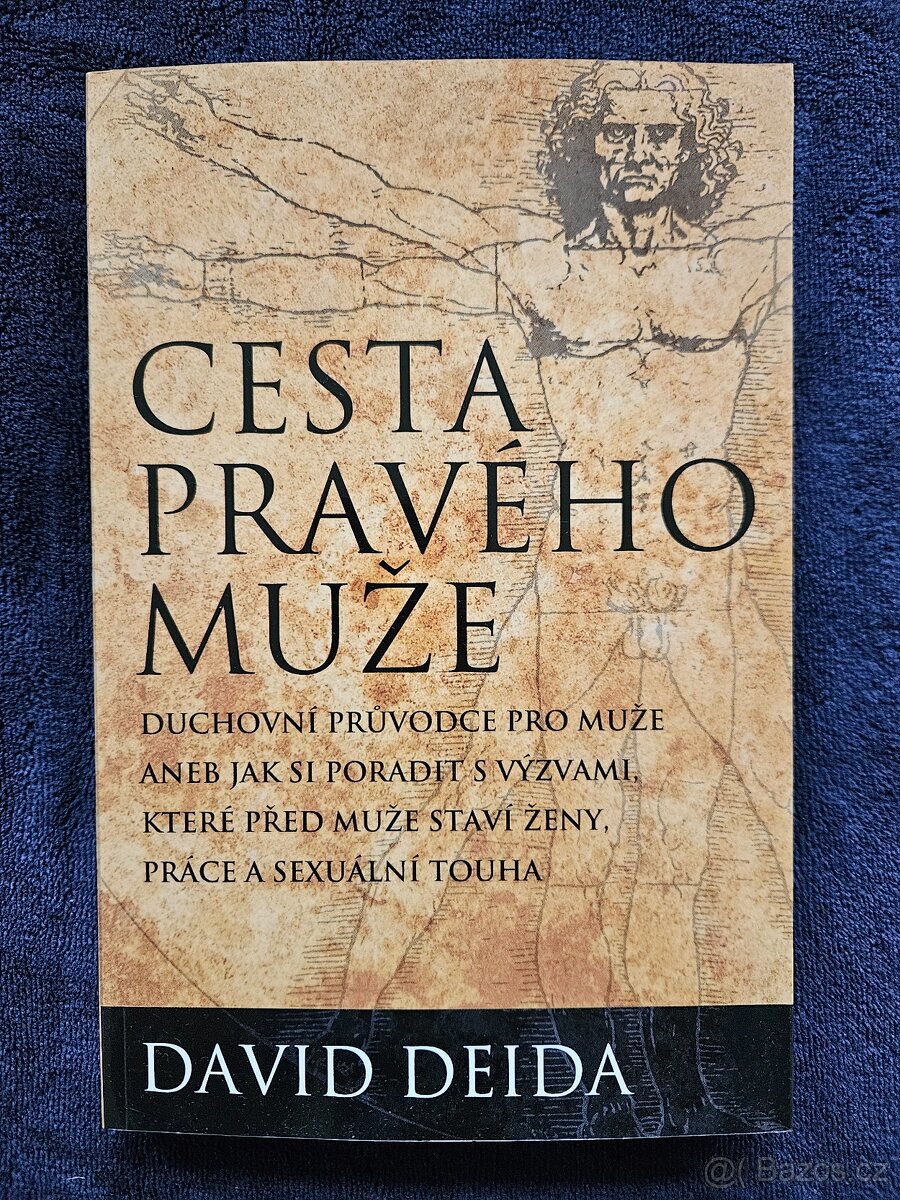 CESTA
PRAVÉHO
MUŽE
DUCHOVNÍ PRŮVODCE PRO MUŽE
ANEB JAK SI PORADIT S VÝZVAMI,
KTERÉ PŘED MUŽE STAVÍ ŽENY,
PRÁCE A SEXUÁLNÍ TOUHA
DAVID DEIDA
@( Bazos.cz